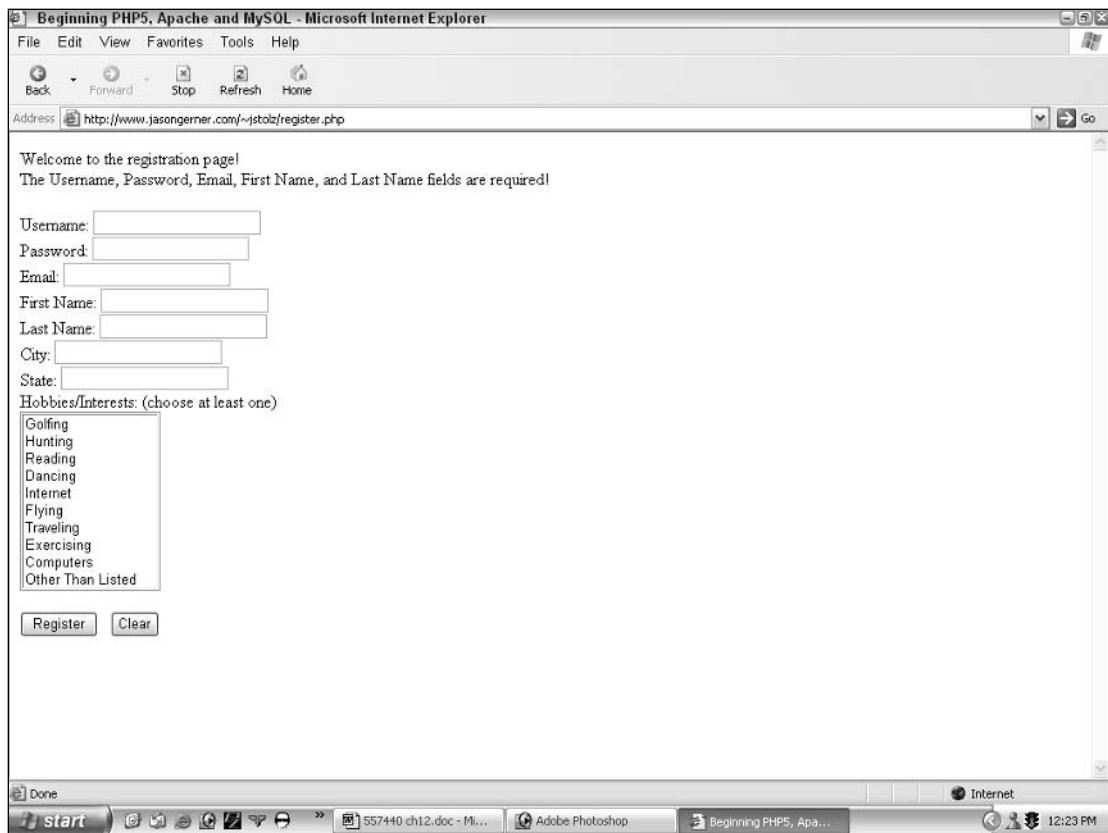 Beginning PHP5, Apache and MySQL - Microsoft Internet Explorer
File Edit View Favorites Tools Help
Back Forward Stop Refresh Home
Address http://www.jasongerner.com/~jstolz/register.php Go
Welcome to the registration page!
The Username, Password, Email, First Name, and Last Name fields are required!
Username:
Password:
Email:
First Name:
Last Name:
City:
State:
Hobbies/Interests: (choose at least one)
Golfing
Hunting
Reading
Dancing
Internet
Flying
Traveling
Exercising
Computers
Other Than Listed
Register Clear
Done Internet
start » 557440 ch12.doc - Mi... Adobe Photoshop Beginning PHP5, Apa... 12:23 PM